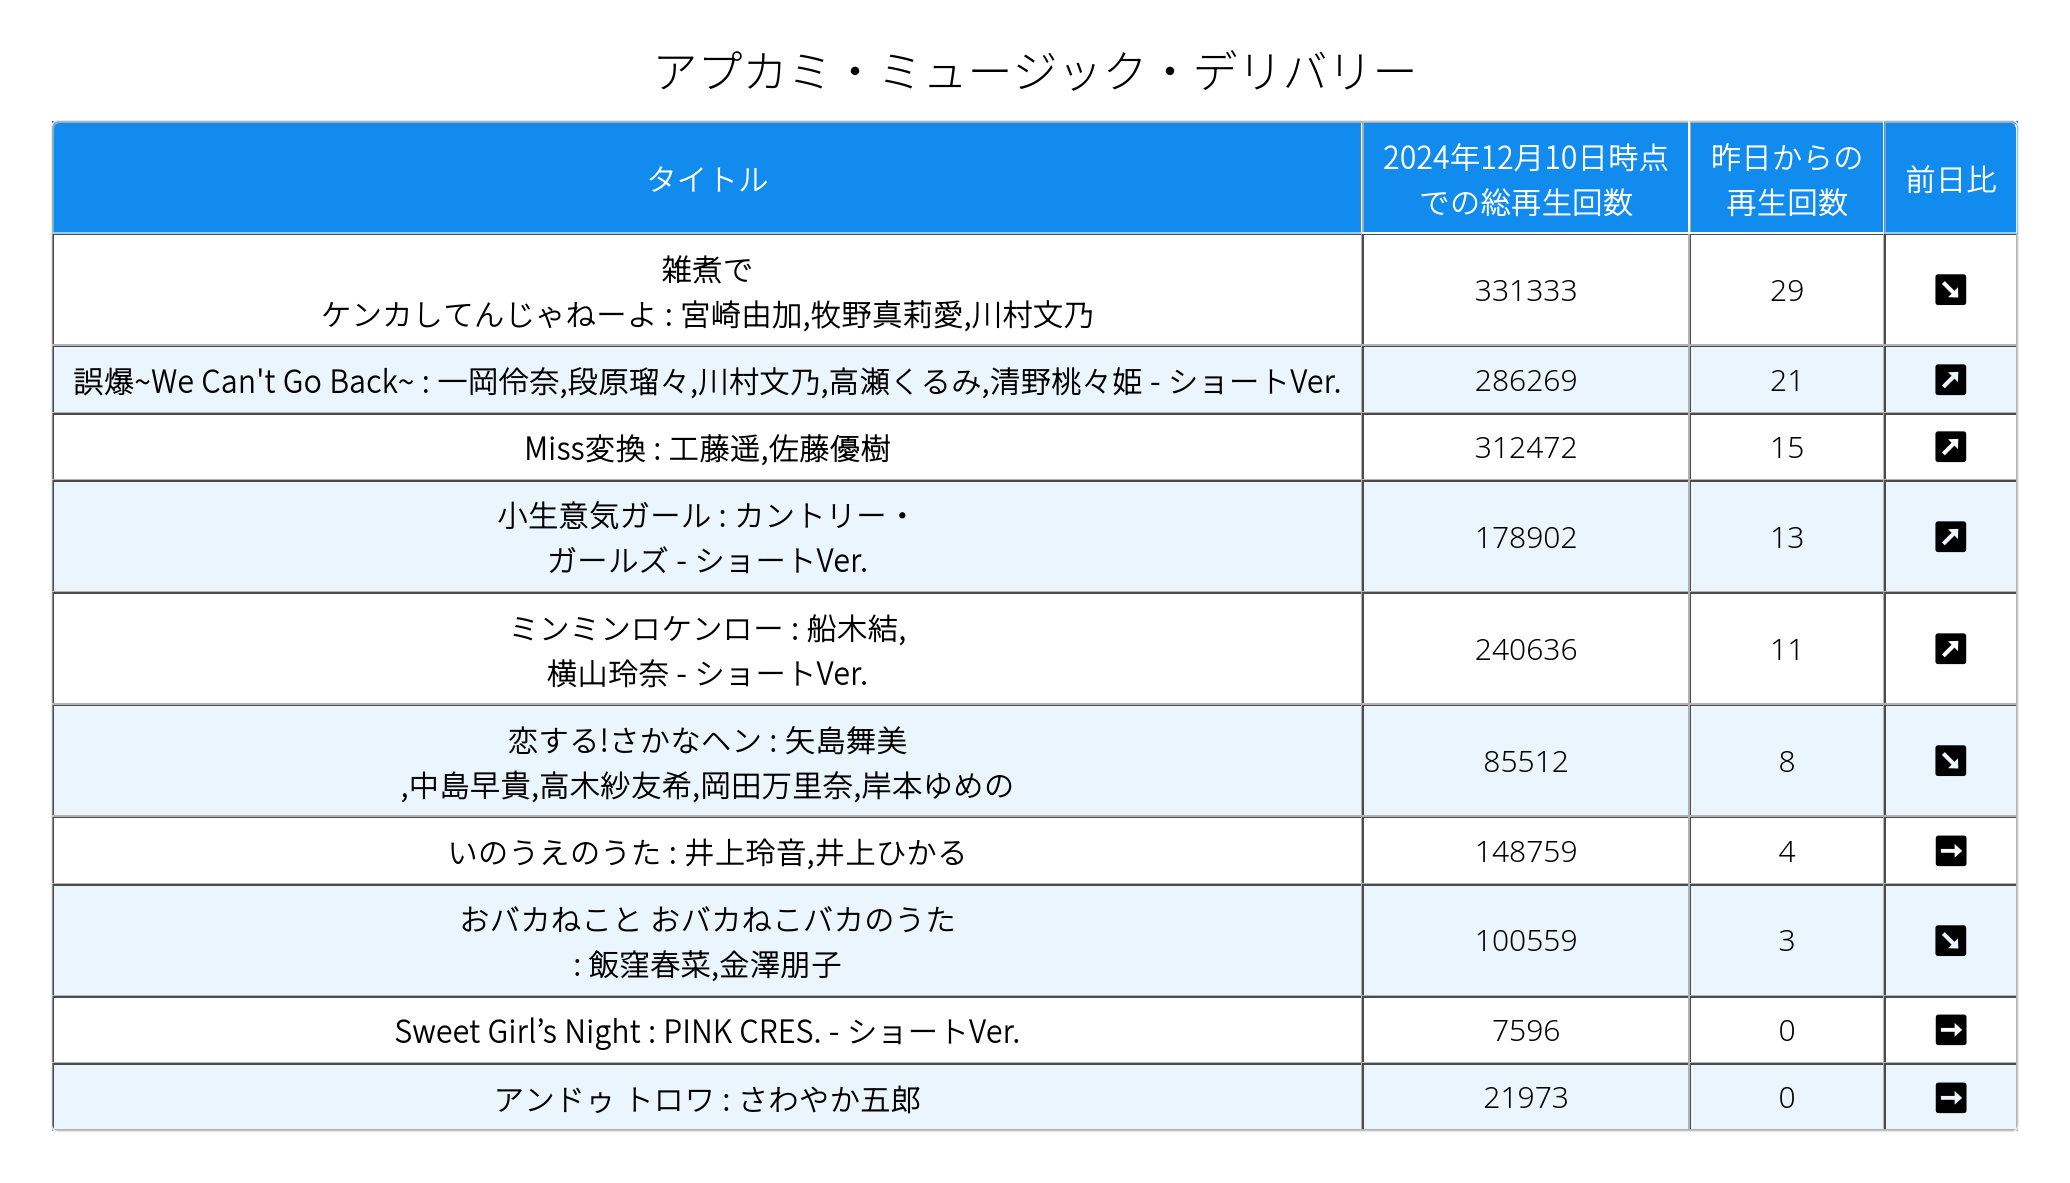 アプカミ・ミュージック・デリバリー
タイトル
2024年12月10日時点
での総再生回数
昨日からの
再生回数
前日比
雑煮で
ケンカしてんじゃねーよ : 宮崎由加,牧野真莉愛,川村文乃
331333
29
↘
誤爆~We Can't Go Back~ : 一岡伶奈,段原瑠々,川村文乃,高瀬くるみ,清野桃々姫 - ショートVer.
286269
21
↗
Miss変換 : 工藤遥,佐藤優樹
312472
15
↗
小生意気ガール : カントリー・
ガールズ - ショートVer.
178902
13
↗
ミンミンロケンロー : 船木結,
横山玲奈 - ショートVer.
240636
11
↗
恋する!さかなヘン : 矢島舞美
,中島早貴,高木紗友希,岡田万里奈,岸本ゆめの
85512
8
↘
いのうえのうた : 井上玲音,井上ひかる
148759
4
→
おバカねこと おバカねこバカのうた
: 飯窪春菜,金澤朋子
100559
3
↘
Sweet Girl’s Night : PINK CRES. - ショートVer.
7596
0
→
アンドゥ トロワ : さわやか五郎
21973
0
→